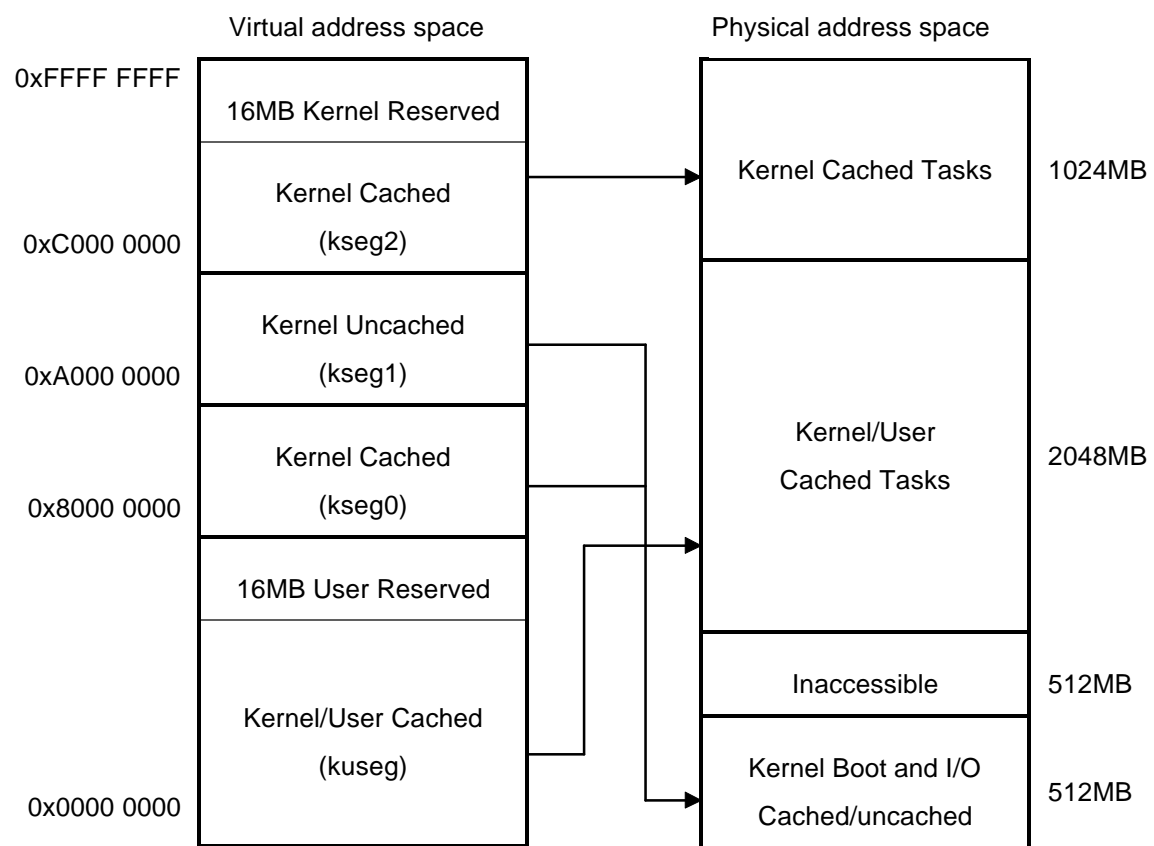 Virtual address space
Physical address space
0xFFFF FFFF
16MB Kernel Reserved
Kernel Cached
(kseg2)
0xC000 0000
Kernel Uncached
(kseg1)
0xA000 0000
Kernel Cached
(kseg0)
0x8000 0000
16MB User Reserved
Kernel/User Cached
(kuseg)
0x0000 0000
Kernel Cached Tasks
1024MB
Kernel/User
Cached Tasks
2048MB
Inaccessible
512MB
Kernel Boot and I/O
Cached/uncached
512MB